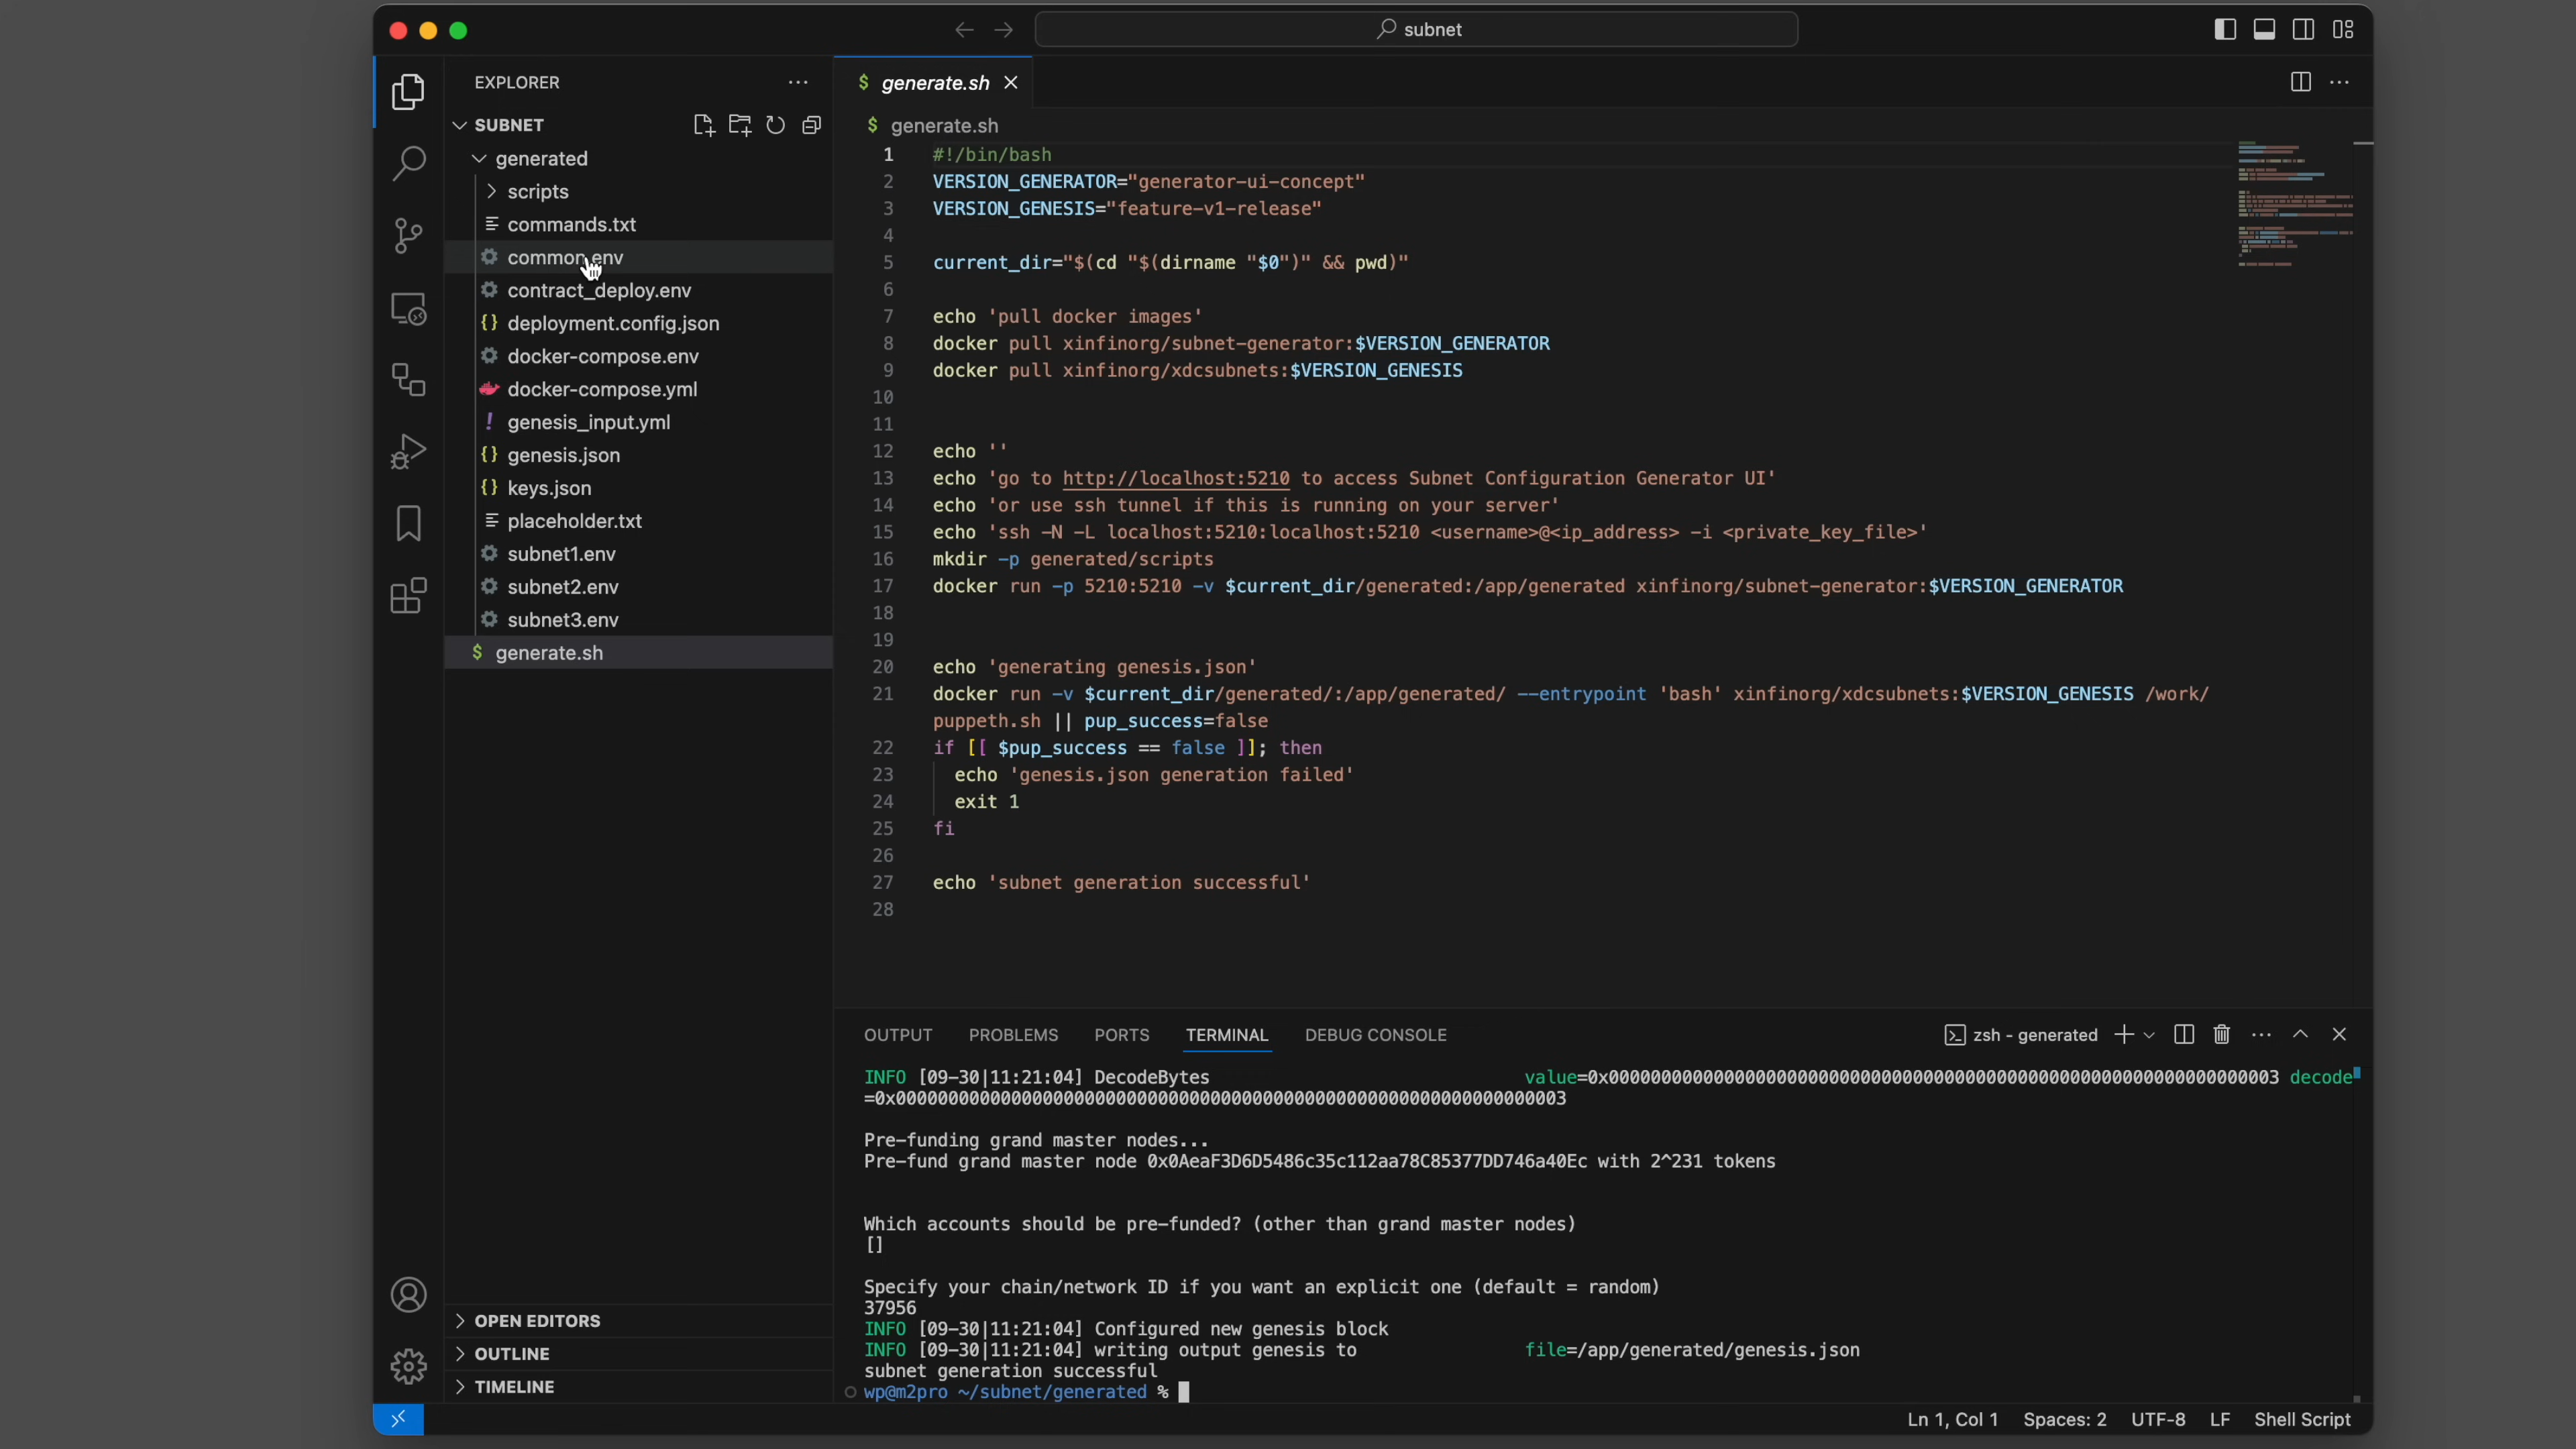 subnet
EXPLORER
SUBNET
generated
scripts
commands.txt
common.env
contract_deploy.env
deployment.config.json
docker-compose.env
docker-compose.yml
genesis_input.yml
genesis.json
keys.json
placeholder.txt
subnet1.env
subnet2.env
subnet3.env
$ generate.sh
OPEN EDITORS
OUTLINE
TIMELINE
$ generate.sh
$ generate.sh
1 #!/bin/bash
2 VERSION_GENERATOR="generator-ui-concept"
3 VERSION_GENESIS="feature-v1-release"
4
5 current_dir="$(cd "$(dirname "$0")" && pwd)"
6
7 echo 'pull docker images'
8 docker pull xinfinorg/subnet-generator:$VERSION_GENERATOR
9 docker pull xinfinorg/xdcsubnets:$VERSION_GENESIS
10
11
12 echo ''
13 echo 'go to http://localhost:5210 to access Subnet Configuration Generator UI'
14 echo 'or use ssh tunnel if this is running on your server'
15 echo 'ssh -N -L localhost:5210:localhost:5210 <username>@<ip_address> -i <private_key_file>'
16 mkdir -p generated/scripts
17 docker run -p 5210:5210 -v $current_dir/generated:/app/generated xinfinorg/subnet-generator:$VERSION_GENERATOR
18
19
20 echo 'generating genesis.json'
21 docker run -v $current_dir/generated/:/app/generated/ --entrypoint 'bash' xinfinorg/xdcsubnets:$VERSION_GENESIS /work/
puppeth.sh || pup_success=false
22 if [[ $pup_success == false ]]; then
23 echo 'genesis.json generation failed'
24 exit 1
25 fi
26
27 echo 'subnet generation successful'
28
OUTPUT PROBLEMS PORTS TERMINAL DEBUG CONSOLE zsh - generated
INFO [09-30|11:21:04] DecodeBytes value=0x0000000000000000000000000000000000000000000000000000000000000003 decode
=0x0000000000000000000000000000000000000000000000000000000000000003
Pre-funding grand master nodes...
Pre-fund grand master node 0x0AeaF3D6D5486c35c112aa78C85377DD746a40Ec with 2^231 tokens
Which accounts should be pre-funded? (other than grand master nodes)
[]
Specify your chain/network ID if you want an explicit one (default = random)
37956
INFO [09-30|11:21:04] Configured new genesis block
INFO [09-30|11:21:04] writing output genesis to file=/app/generated/genesis.json
subnet generation successful
wp@m2pro ~/subnet/generated %
Ln 1, Col 1 Spaces: 2 UTF-8 LF Shell Script